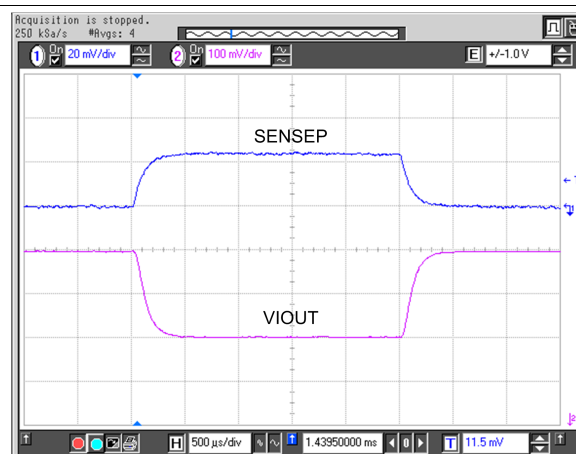 Acquisition is stopped.
250 kSa/s #Avgs: 4
1 On 20 mV/div 2 On 100 mV/div E +/-1.0 V
SENSEP
VIOUT
H 500 µs/div 1.43950000 ms 0 T 11.5 mV